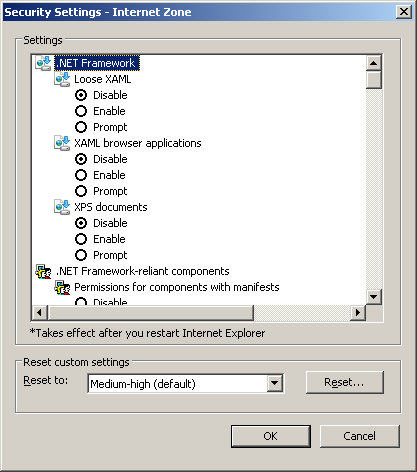 Security Settings - Internet Zone
Settings
.NET Framework
Loose XAML
Disable
Enable
Prompt
XAML browser applications
Disable
Enable
Prompt
XPS documents
Disable
Enable
Prompt
.NET Framework-reliant components
Permissions for components with manifests
Disable
*Takes effect after you restart Internet Explorer
Reset custom settings
Reset to: Medium-high (default) Reset...
OK Cancel